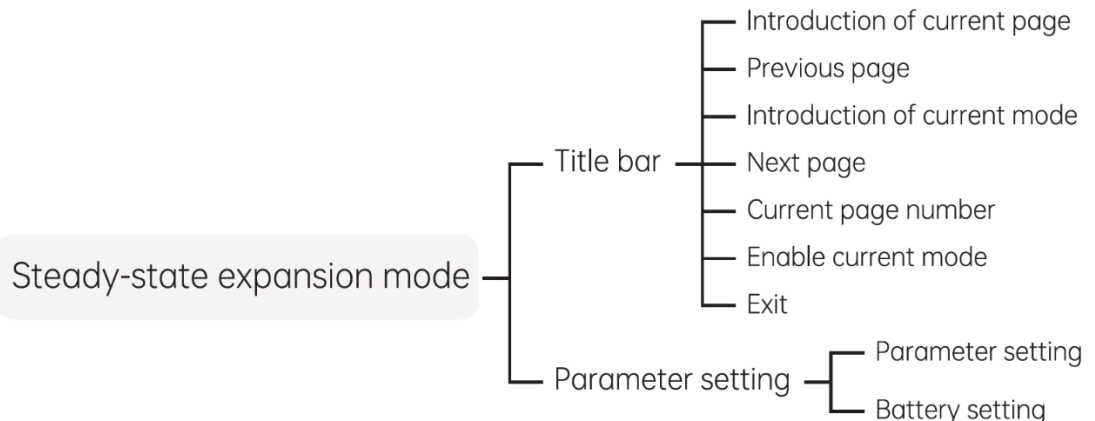 Steady-state expansion mode
Title bar
Introduction of current page
Previous page
Introduction of current mode
Next page
Current page number
Enable current mode
Exit
Parameter setting
Parameter setting
Battery setting